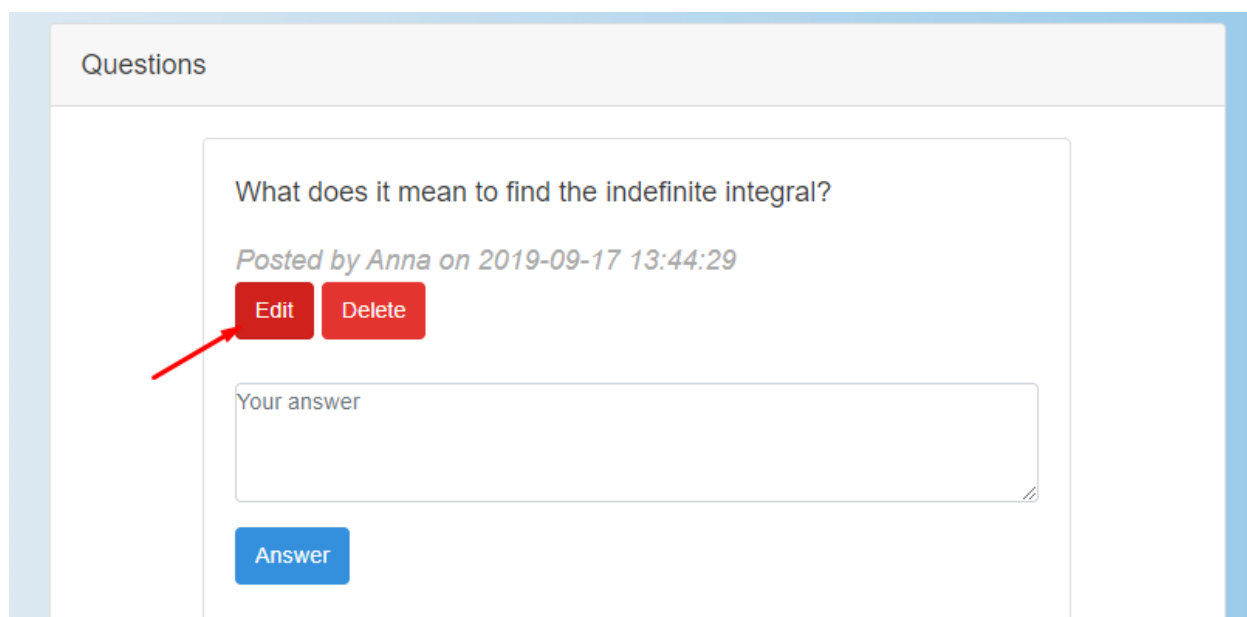 Questions
What does it mean to find the indefinite integral?
Posted by Anna on 2019-09-17 13:44:29
Edit Delete
Your answer
Answer